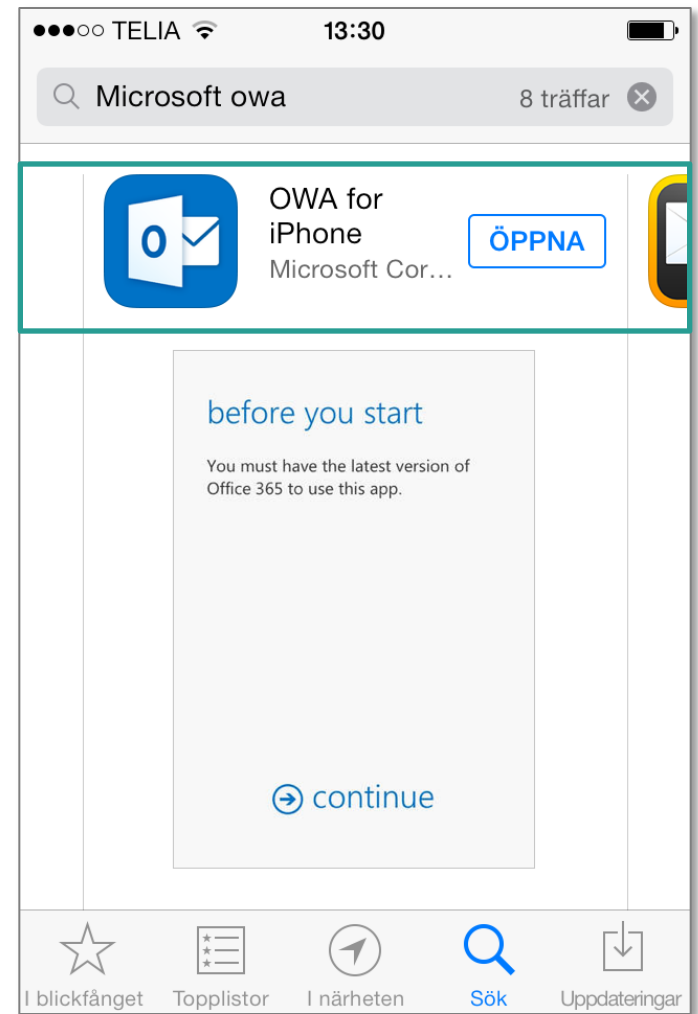 TELIA 13:30
Microsoft owa 8 träffar
OWA for
iPhone
Microsoft Cor...
ÖPPNA
before you start
You must have the latest version of
Office 365 to use this app.
continue
I blickfånget Topplistor I närheten Sök Uppdateringar